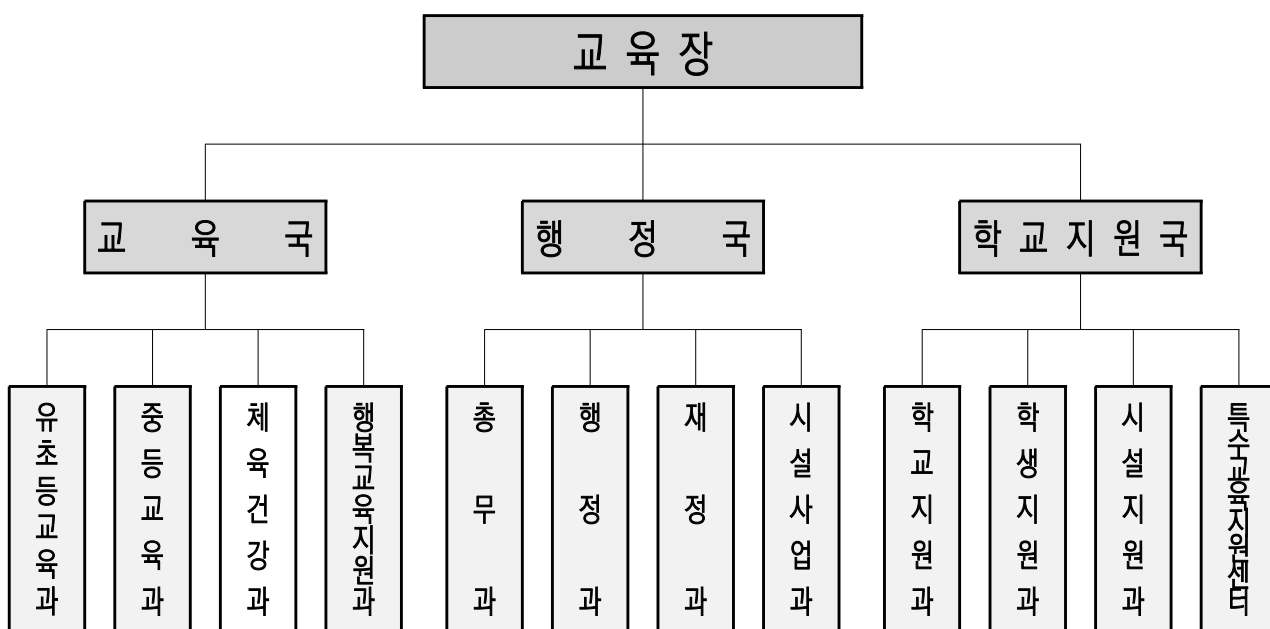 교육장
교육국
행정국
학교지원국
유초등교육과
중등교육과
체육건강과
행복교육지원과
총무과
행정과
재정과
시설사업과
학교지원과
학생지원과
시설지원과
특수교육지원센터